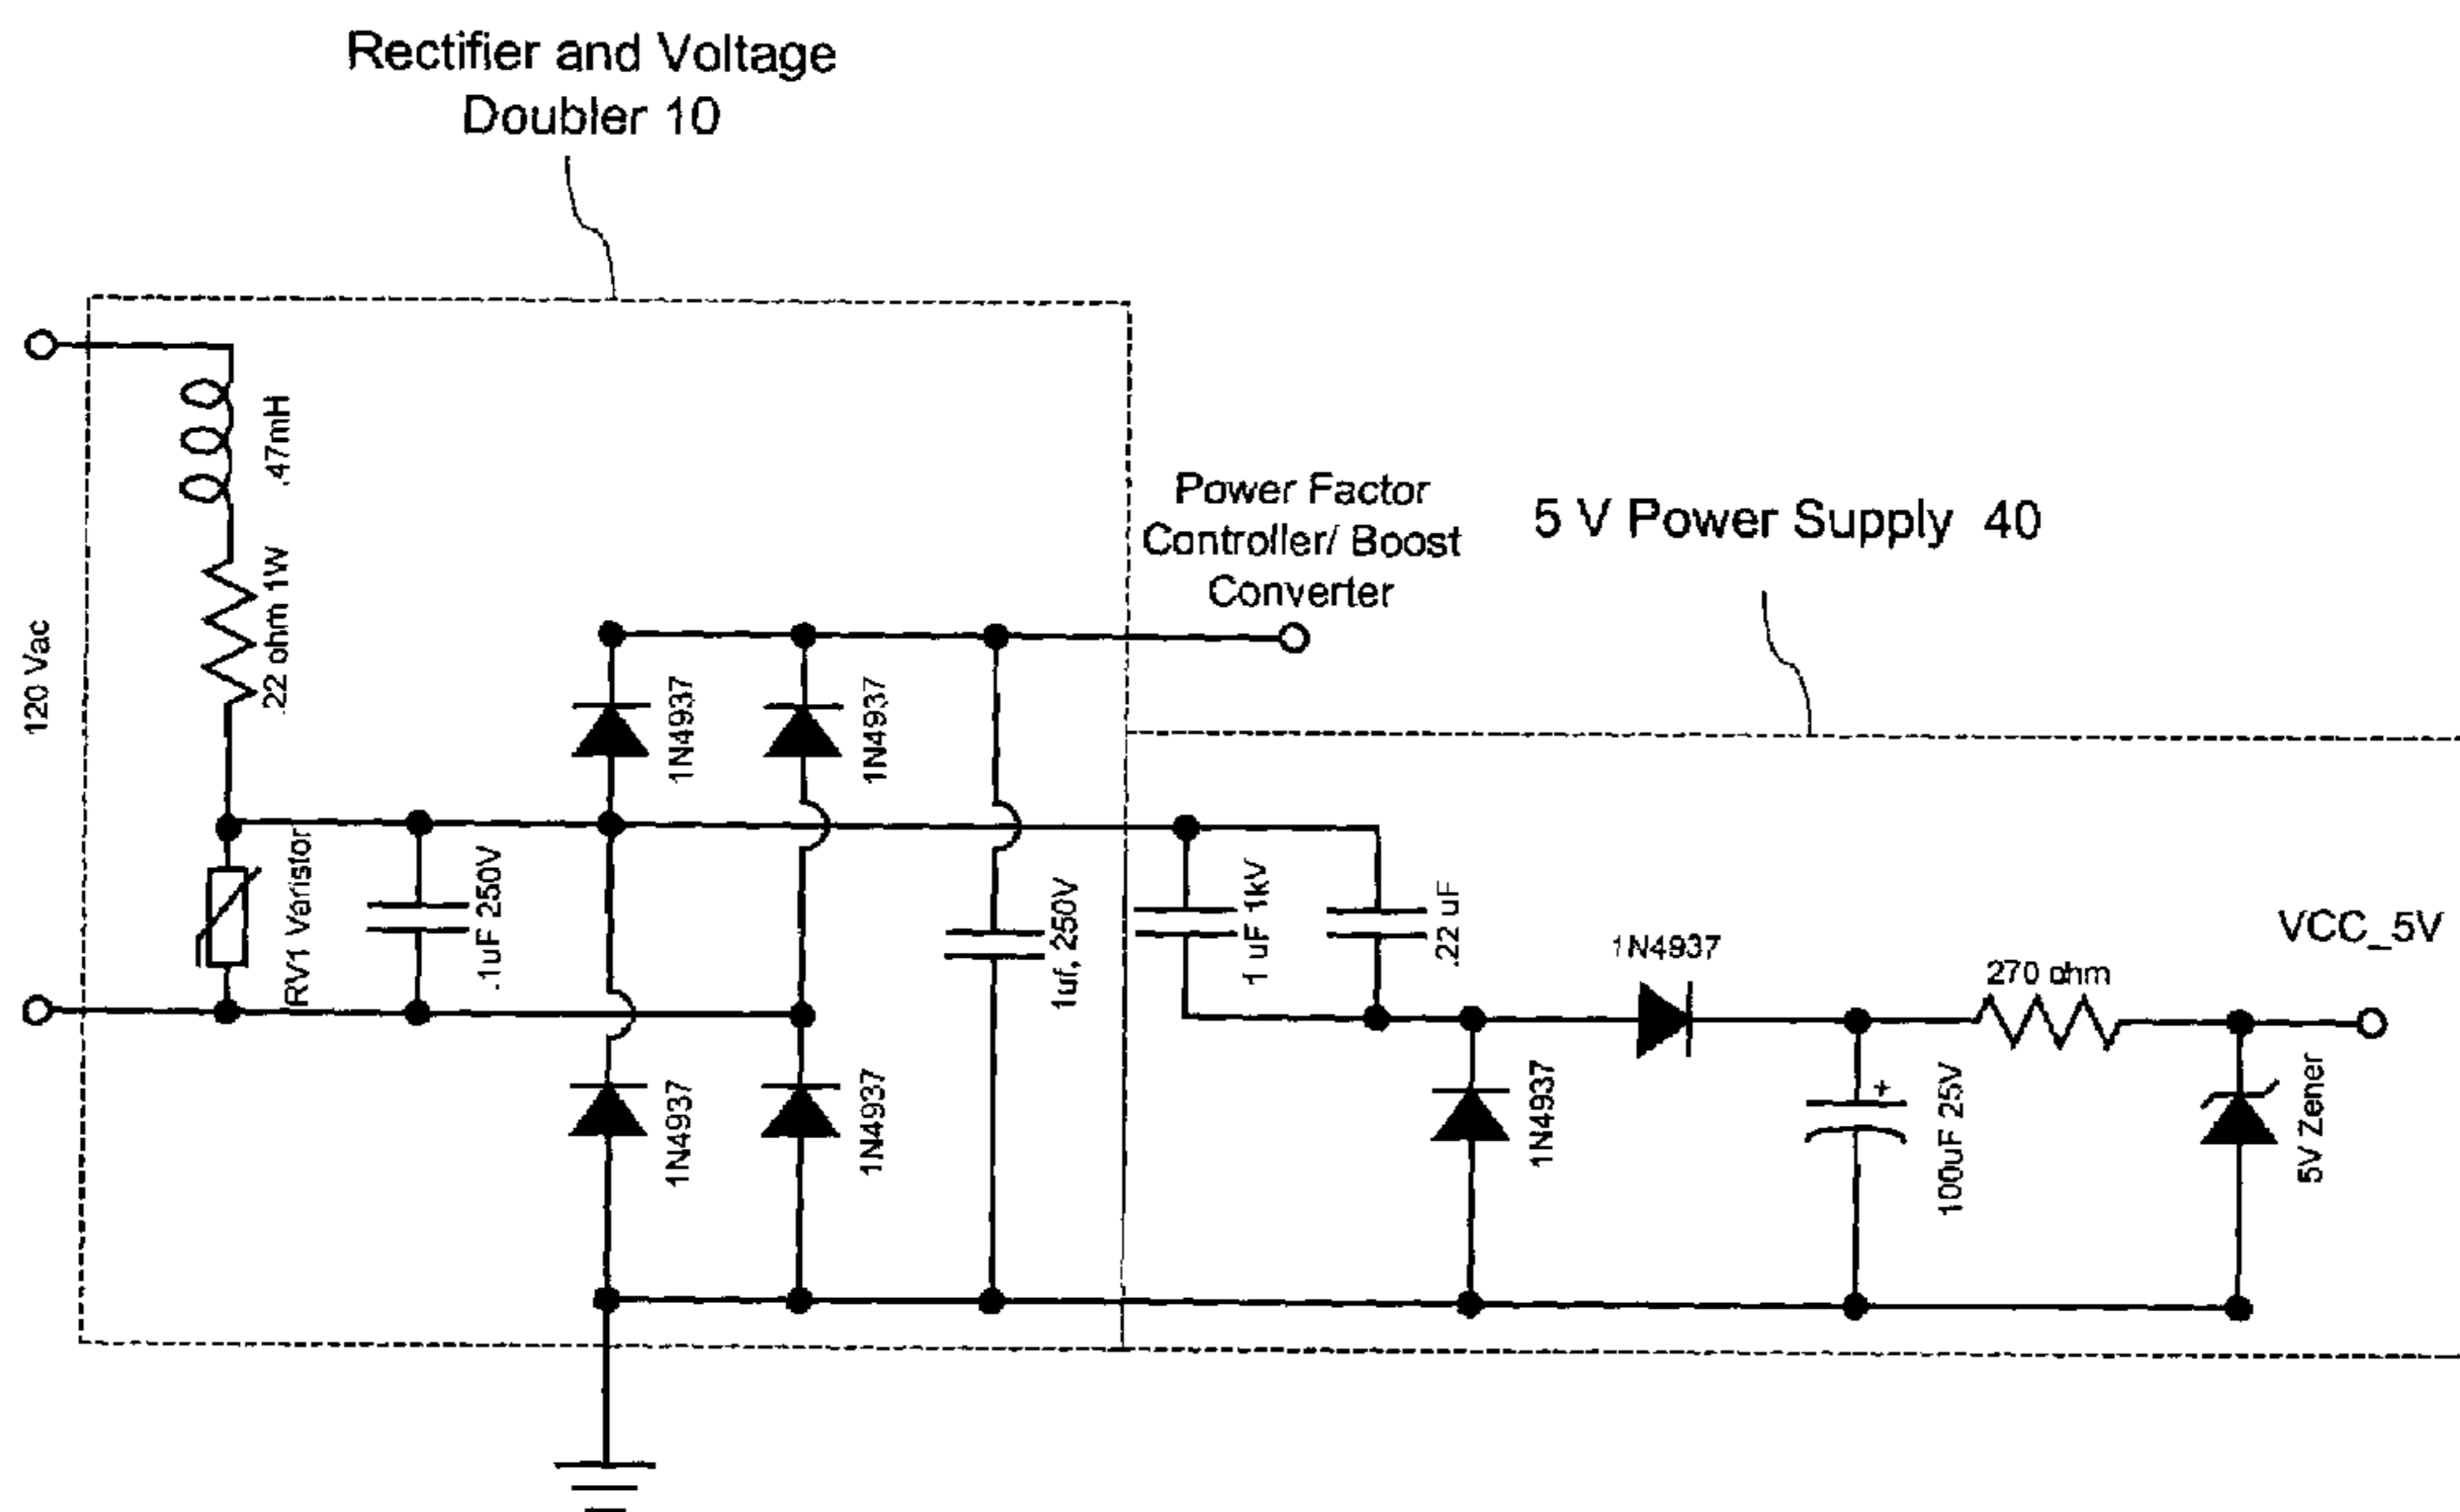 Rectifier and Voltage
Doubler 10
Power Factor
Controller/ Boost
Converter
5 V Power Supply 40
120 Vac
.47mH
.22 ohm 1W
RV1 Varistor
.1uF 250V
1N4937
1N4937
1N4937
1N4937
1uf, 250V
1 uF 1kV
.22 uF
1N4937
1N4937
100uF 25V
+
270 ohm
VCC_5V
5V Zener